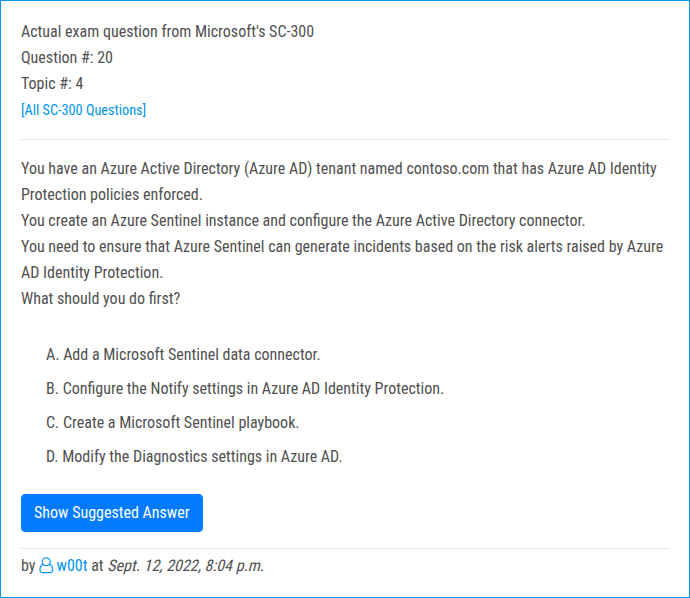 Actual exam question from Microsoft's SC-300
Question #: 20
Topic #: 4
[All SC-300 Questions]
You have an Azure Active Directory (Azure AD) tenant named contoso.com that has Azure AD Identity
Protection policies enforced.
You create an Azure Sentinel instance and configure the Azure Active Directory connector.
You need to ensure that Azure Sentinel can generate incidents based on the risk alerts raised by Azure
AD Identity Protection.
What should you do first?
A. Add a Microsoft Sentinel data connector.
B. Configure the Notify settings in Azure AD Identity Protection.
C. Create a Microsoft Sentinel playbook.
D. Modify the Diagnostics settings in Azure AD.
Show Suggested Answer
by w00t at Sept. 12, 2022, 8:04 p.m.